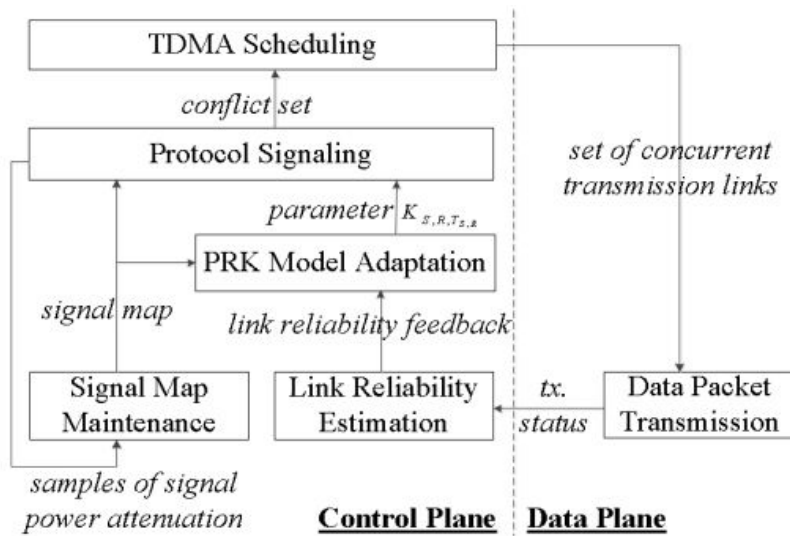 TDMA Scheduling
conflict set
Protocol Signaling
set of concurrent
transmission links
parameter K S,R,T S,R
PRK Model Adaptation
signal map
link reliability feedback
Signal Map
Maintenance
Link Reliability
Estimation
tx.
status
Data Packet
Transmission
samples of signal
power attenuation
Control Plane
Data Plane